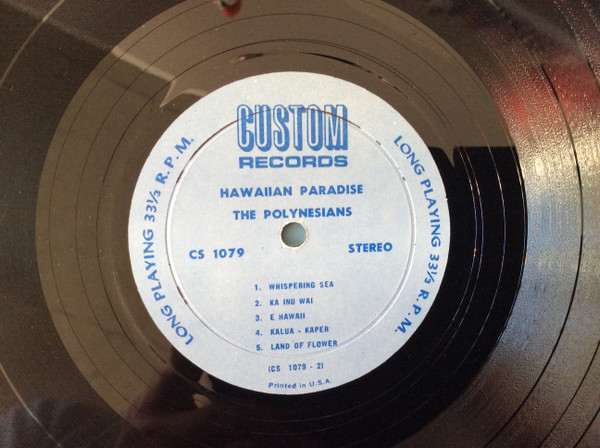 CUSTOM
RECORDS
HAWAIIAN PARADISE
THE POLYNESIANS
CS 1079
STEREO
1. WHISPERING SEA
2. KA INU WAI
3. E HAWAII
4. KALUA - KAPER
5. LAND OF FLOWER
(CS 1079 - 2)
Printed in U.S.A.
LONG PLAYING 33⅓ R.P.M.
LONG PLAYING 33⅓ R.P.M.